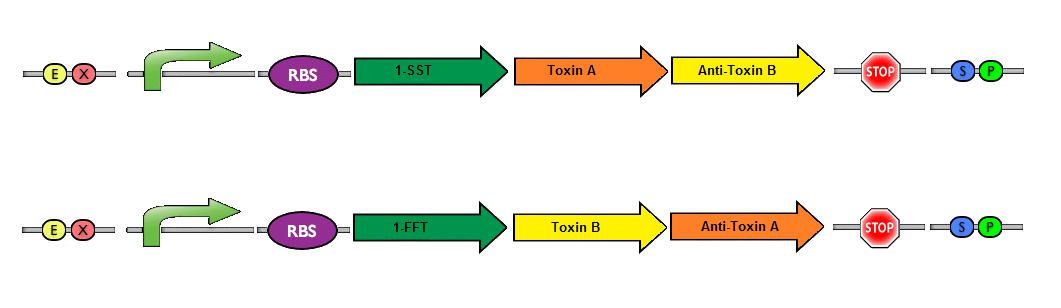 E X RBS 1-SST Toxin A Anti-Toxin B STOP S P
E X RBS 1-FFT Toxin B Anti-Toxin A STOP S P